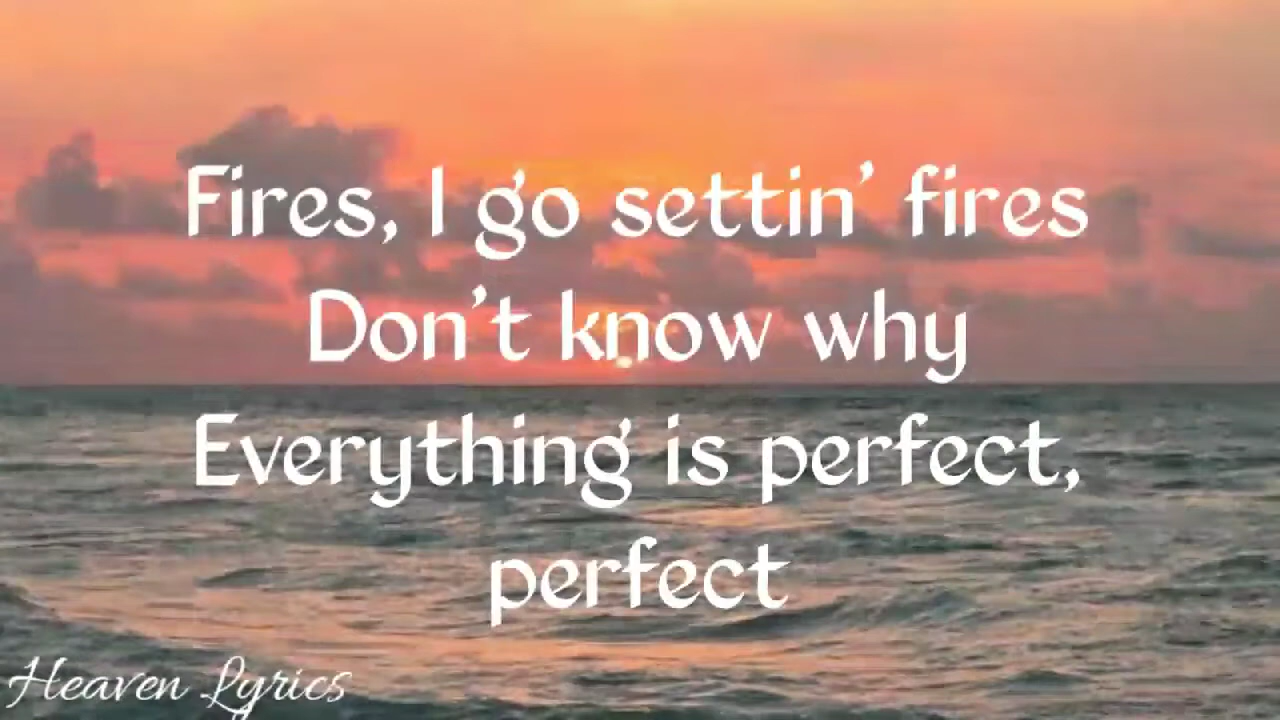 Fires, I go settin' fires
Don't know why
Everything is perfect,
perfect
Heaven Lyrics